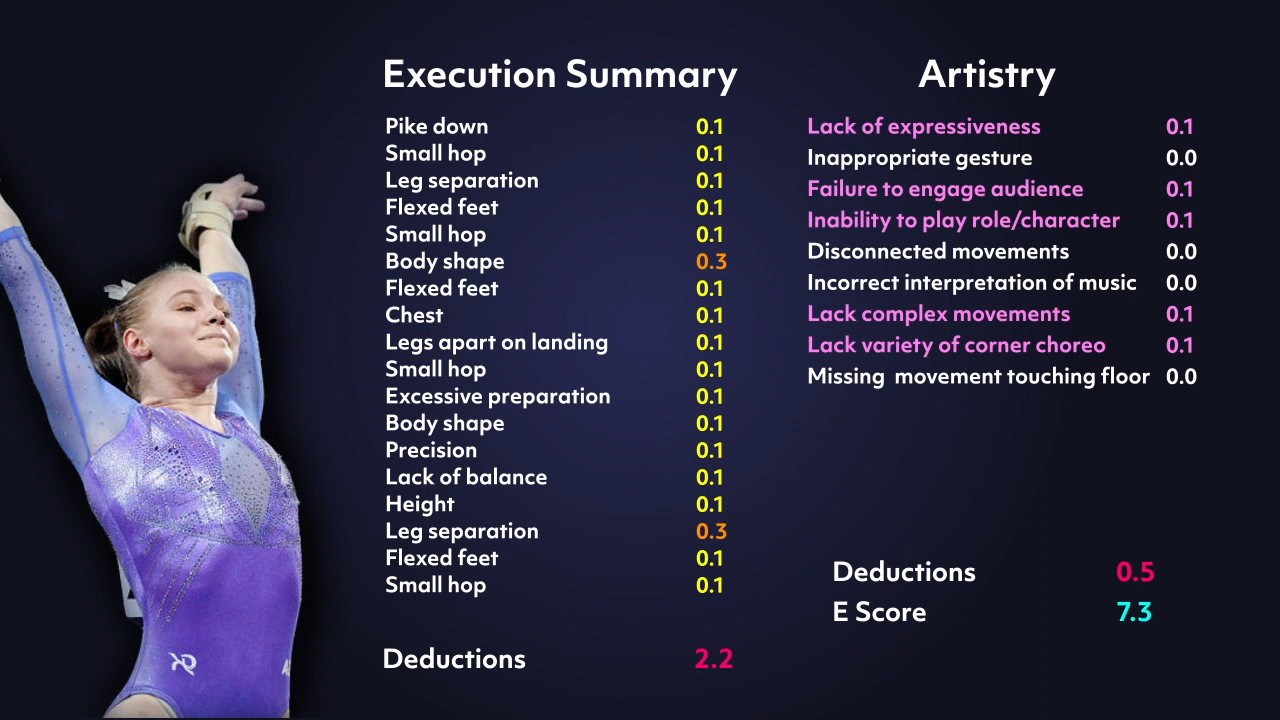 Execution Summary
Pike down 0.1
Small hop 0.1
Leg separation 0.1
Flexed feet 0.1
Small hop 0.1
Body shape 0.3
Flexed feet 0.1
Chest 0.1
Legs apart on landing 0.1
Small hop 0.1
Excessive preparation 0.1
Body shape 0.1
Precision 0.1
Lack of balance 0.1
Height 0.1
Leg separation 0.3
Flexed feet 0.1
Small hop 0.1
Deductions 2.2
Artistry
Lack of expressiveness 0.1
Inappropriate gesture 0.0
Failure to engage audience 0.1
Inability to play role/character 0.1
Disconnected movements 0.0
Incorrect interpretation of music 0.0
Lack complex movements 0.1
Lack variety of corner choreo 0.1
Missing movement touching floor 0.0
Deductions 0.5
E Score 7.3